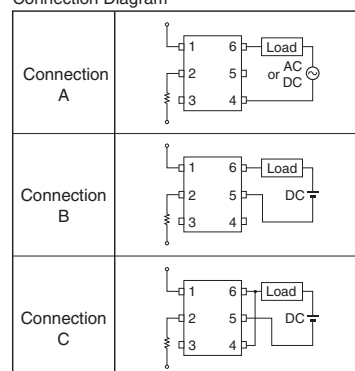 Connection Diagram
Connection
A
1 6 Load
2 5 or AC
DC
3 4
Connection
B
1 6 Load
2 5 DC
3 4
Connection
C
1 6 Load
2 5 DC
3 4